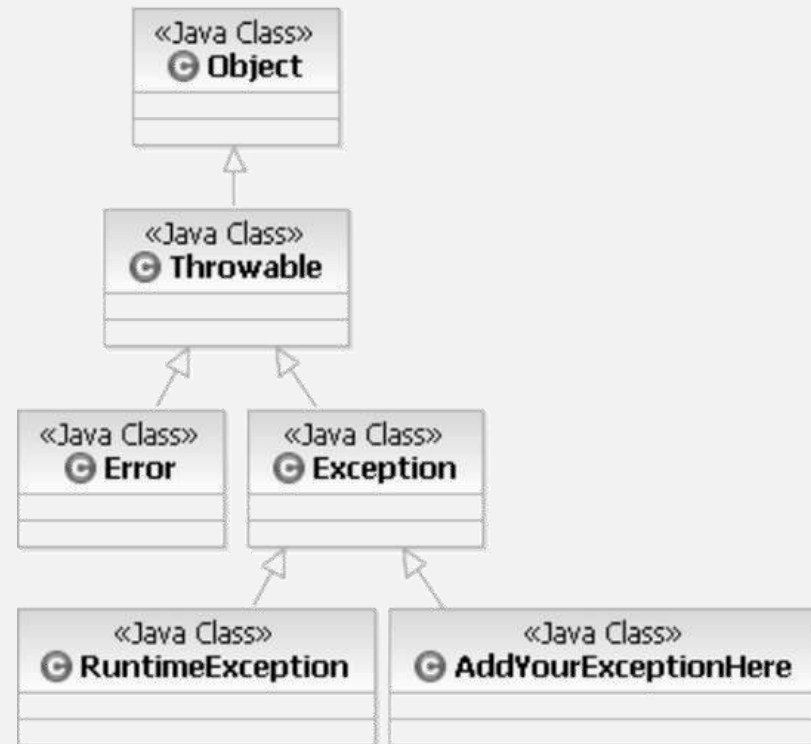 «Java Class»
C Object
«Java Class»
C Throwable
«Java Class»
C Error
«Java Class»
C Exception
«Java Class»
C RuntimeException
«Java Class»
C AddYourExceptionHere